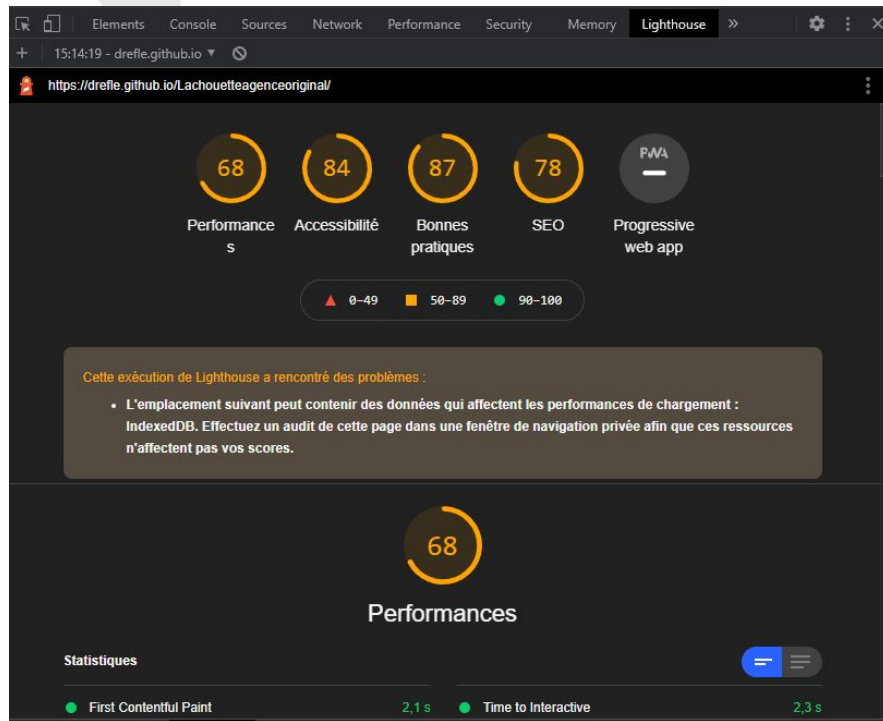 Elements Console Sources Network Performance Security Memory Lighthouse »
15:14:19 - drefle.github.io
https://drefle.github.io/Lachouetteagenceoriginal/
68 84 87 78 PWA
Performance Accessibilité Bonnes SEO Progressive
s pratiques web app
0–49 50–89 90–100
Cette exécution de Lighthouse a rencontré des problèmes :
• L'emplacement suivant peut contenir des données qui affectent les performances de chargement :
IndexedDB. Effectuez un audit de cette page dans une fenêtre de navigation privée afin que ces ressources
n'affectent pas vos scores.
68
Performances
Statistiques
First Contentful Paint 2,1 s Time to Interactive 2,3 s